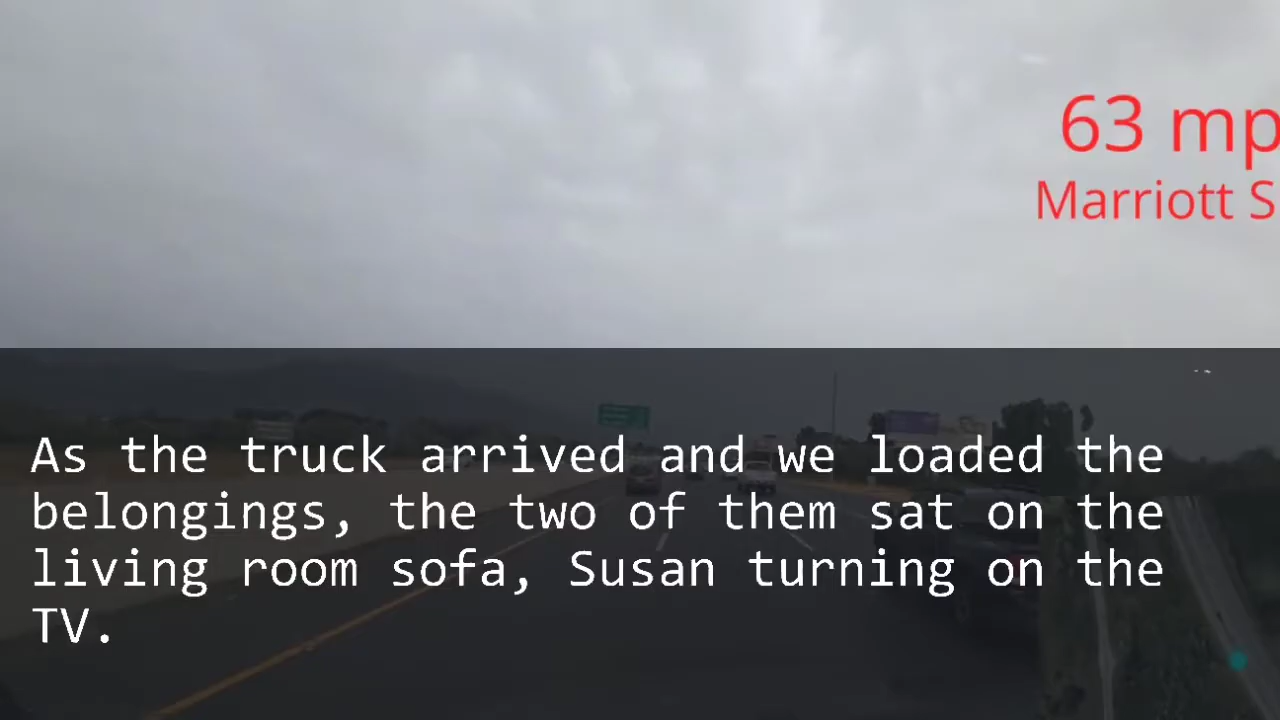 63 mp
Marriott S
As the truck arrived and we loaded the
belongings, the two of them sat on the
living room sofa, Susan turning on the
TV.